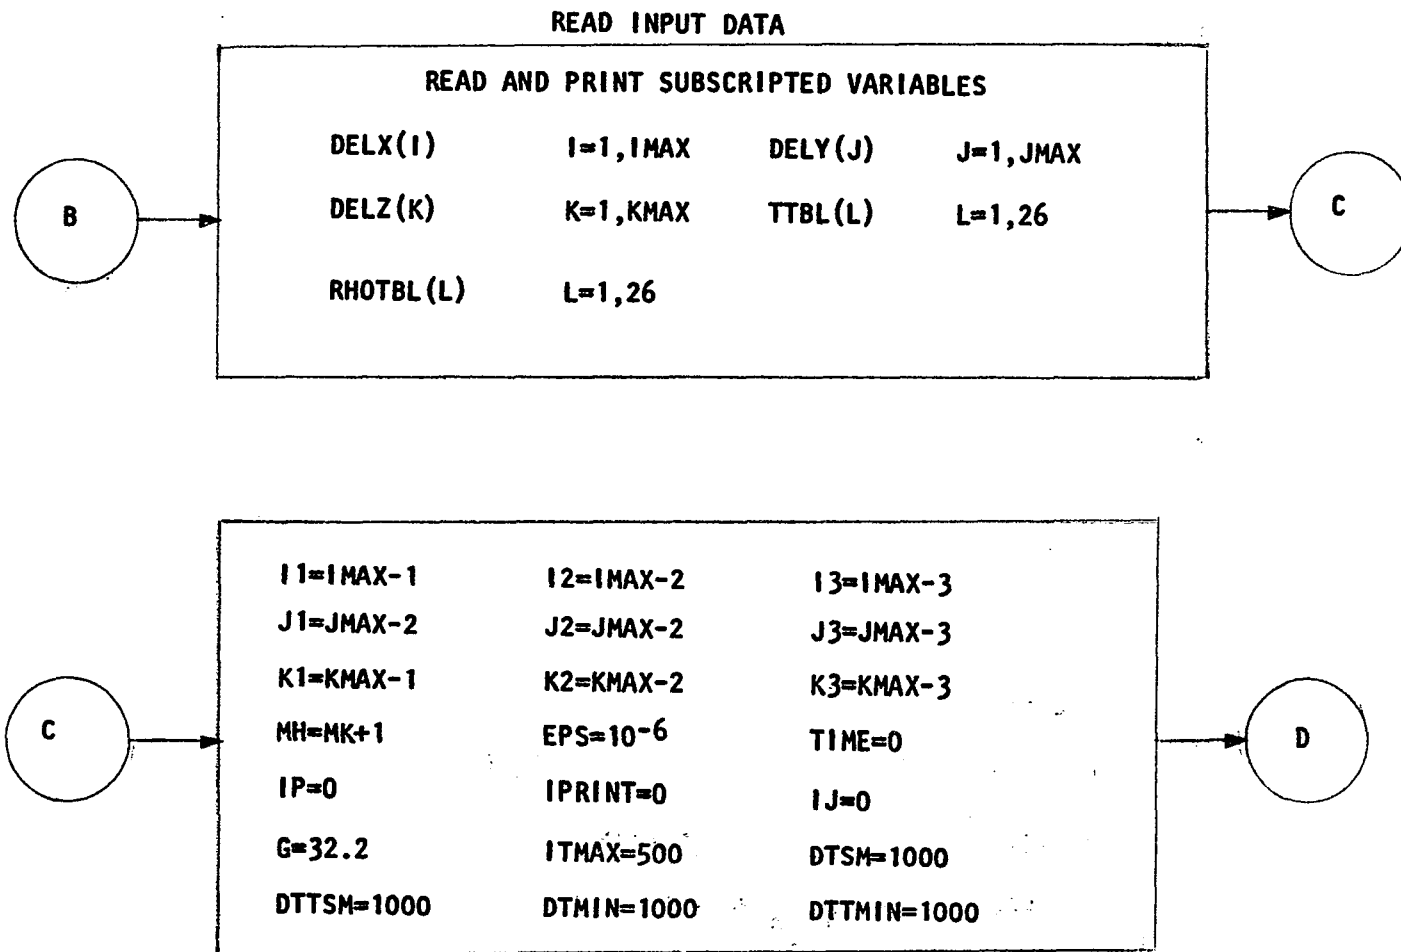 READ INPUT DATA
READ AND PRINT SUBSCRIPTED VARIABLES
DELX(I) I=1,IMAX DELY(J) J=1,JMAX
B DELZ(K) K=1,KMAX TTBL(L) L=1,26 C
RHOTBL(L) L=1,26
I1=IMAX-1 I2=IMAX-2 I3=IMAX-3
J1=JMAX-2 J2=JMAX-2 J3=JMAX-3
K1=KMAX-1 K2=KMAX-2 K3=KMAX-3
C MH=MK+1 EPS=10-6 TIME=0 D
IP=0 IPRINT=0 IJ=0
G=32.2 ITMAX=500 DTSM=1000
DTTSM=1000 DTMIN=1000 DTTMIN=1000